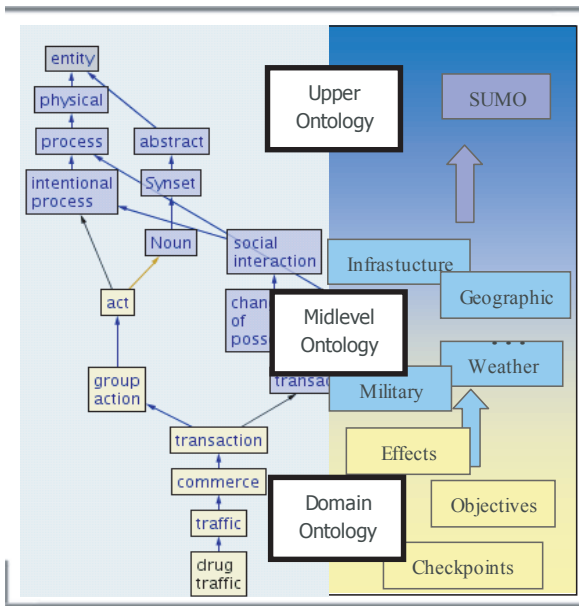 entity
physical
process
abstract
intentional
process
Synset
Noun
social
interaction
act
chan
of
poss
group
action
transac
transaction
commerce
traffic
drug
traffic
Upper
Ontology
Midlevel
Ontology
Domain
Ontology
SUMO
Infrastucture
Geographic
...
Weather
Military
Effects
Objectives
Checkpoints